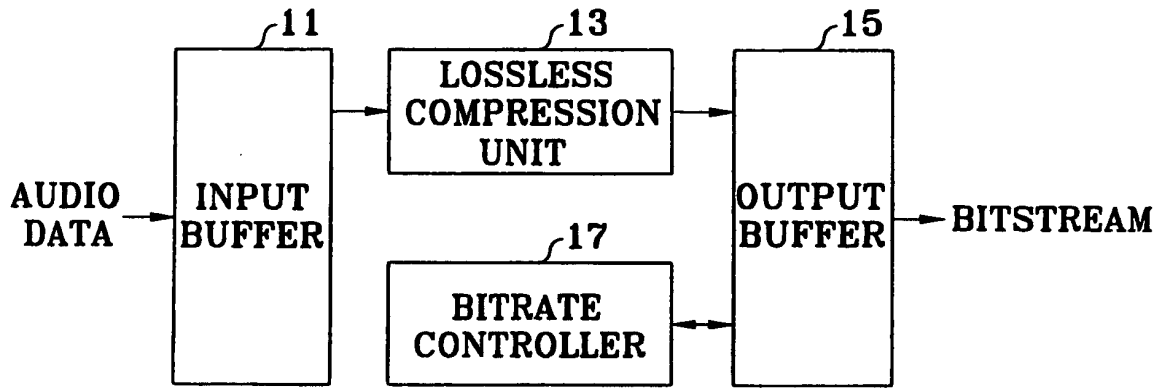 11
13
15
AUDIO
DATA
INPUT
BUFFER
LOSSLESS
COMPRESSION
UNIT
17
BITRATE
CONTROLLER
OUTPUT
BUFFER
BITSTREAM